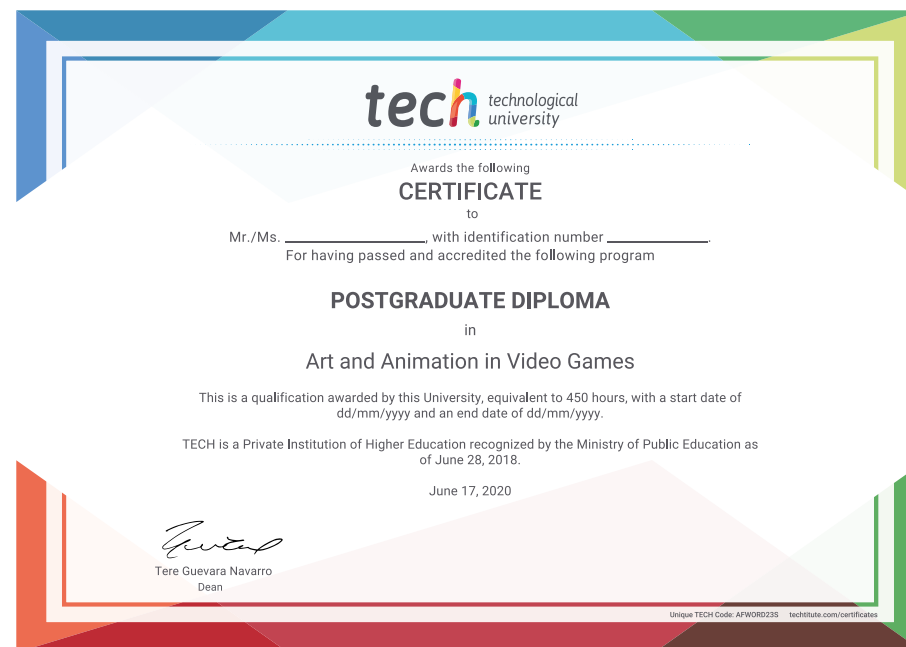 tech technological
university
Awards the following
CERTIFICATE
to
Mr./Ms. ____________________, with identification number ______________.
For having passed and accredited the following program
POSTGRADUATE DIPLOMA
in
Art and Animation in Video Games
This is a qualification awarded by this University, equivalent to 450 hours, with a start date of
dd/mm/yyyy and an end date of dd/mm/yyyy.
TECH is a Private Institution of Higher Education recognized by the Ministry of Public Education as
of June 28, 2018.
June 17, 2020
Tere Guevara Navarro
Dean
Unique TECH Code: AFWORD23S techtitute.com/certificates